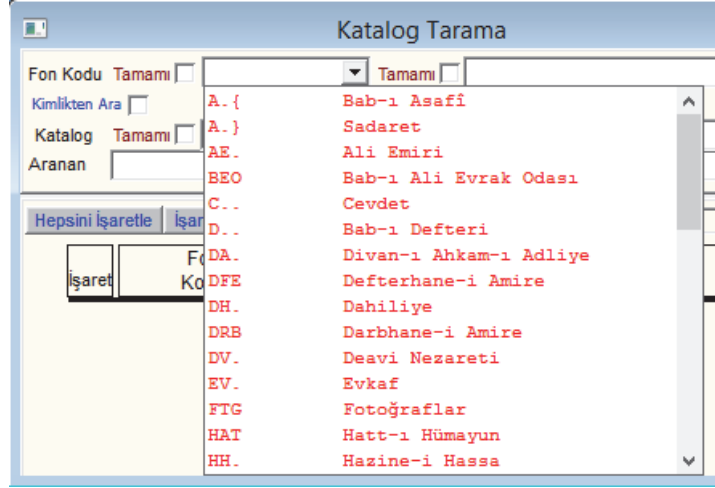 Katalog Tarama
Fon Kodu Tamamı Tamamı
Kimlikten Ara
Katalog Tamamı
Aranan
Hepsini İşaretle
İşaret
A.{ Bab-ı Asafî
A.} Sadaret
AE. Ali Emiri
BEO Bab-ı Ali Evrak Odası
C.. Cevdet
D.. Bab-ı Defteri
DA. Divan-ı Ahkam-ı Adliye
DFE Defterhane-i Amire
DH. Dahiliye
DRB Darbhane-i Amire
DV. Deavi Nezareti
EV. Evkaf
FTG Fotoğraflar
HAT Hatt-ı Hümayun
HH. Hazine-i Hassa